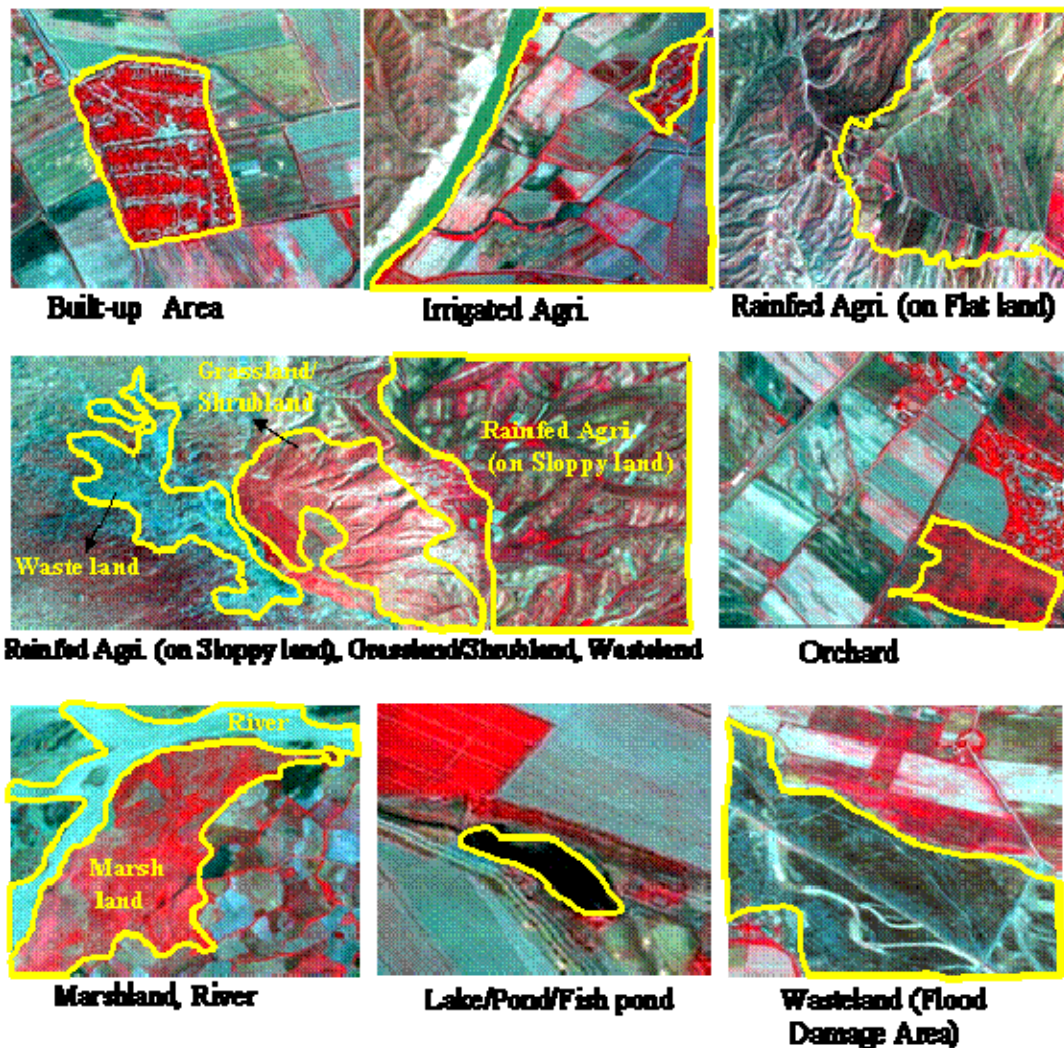 Built-up Area
Irrigated Agri.
Rainfed Agri. (on Flat land)
Grassland/
Shrubland
Rainfed Agri.
(on Sloppy land)
Waste land
Rainfed Agri. (on Sloppy land), Grassland/Shrubland, Wasteland
Orchard
River
Marsh
land
Marshland, River
Lake/Pond/Fish pond
Wasteland (Flood
Damage Area)